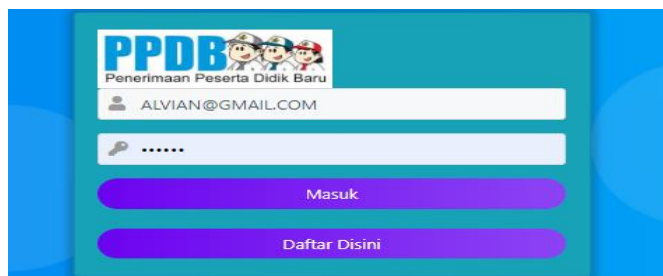 PPDB
Penerimaan Peserta Didik Baru
ALVIAN@GMAIL.COM
••••••
Masuk
Daftar Disini